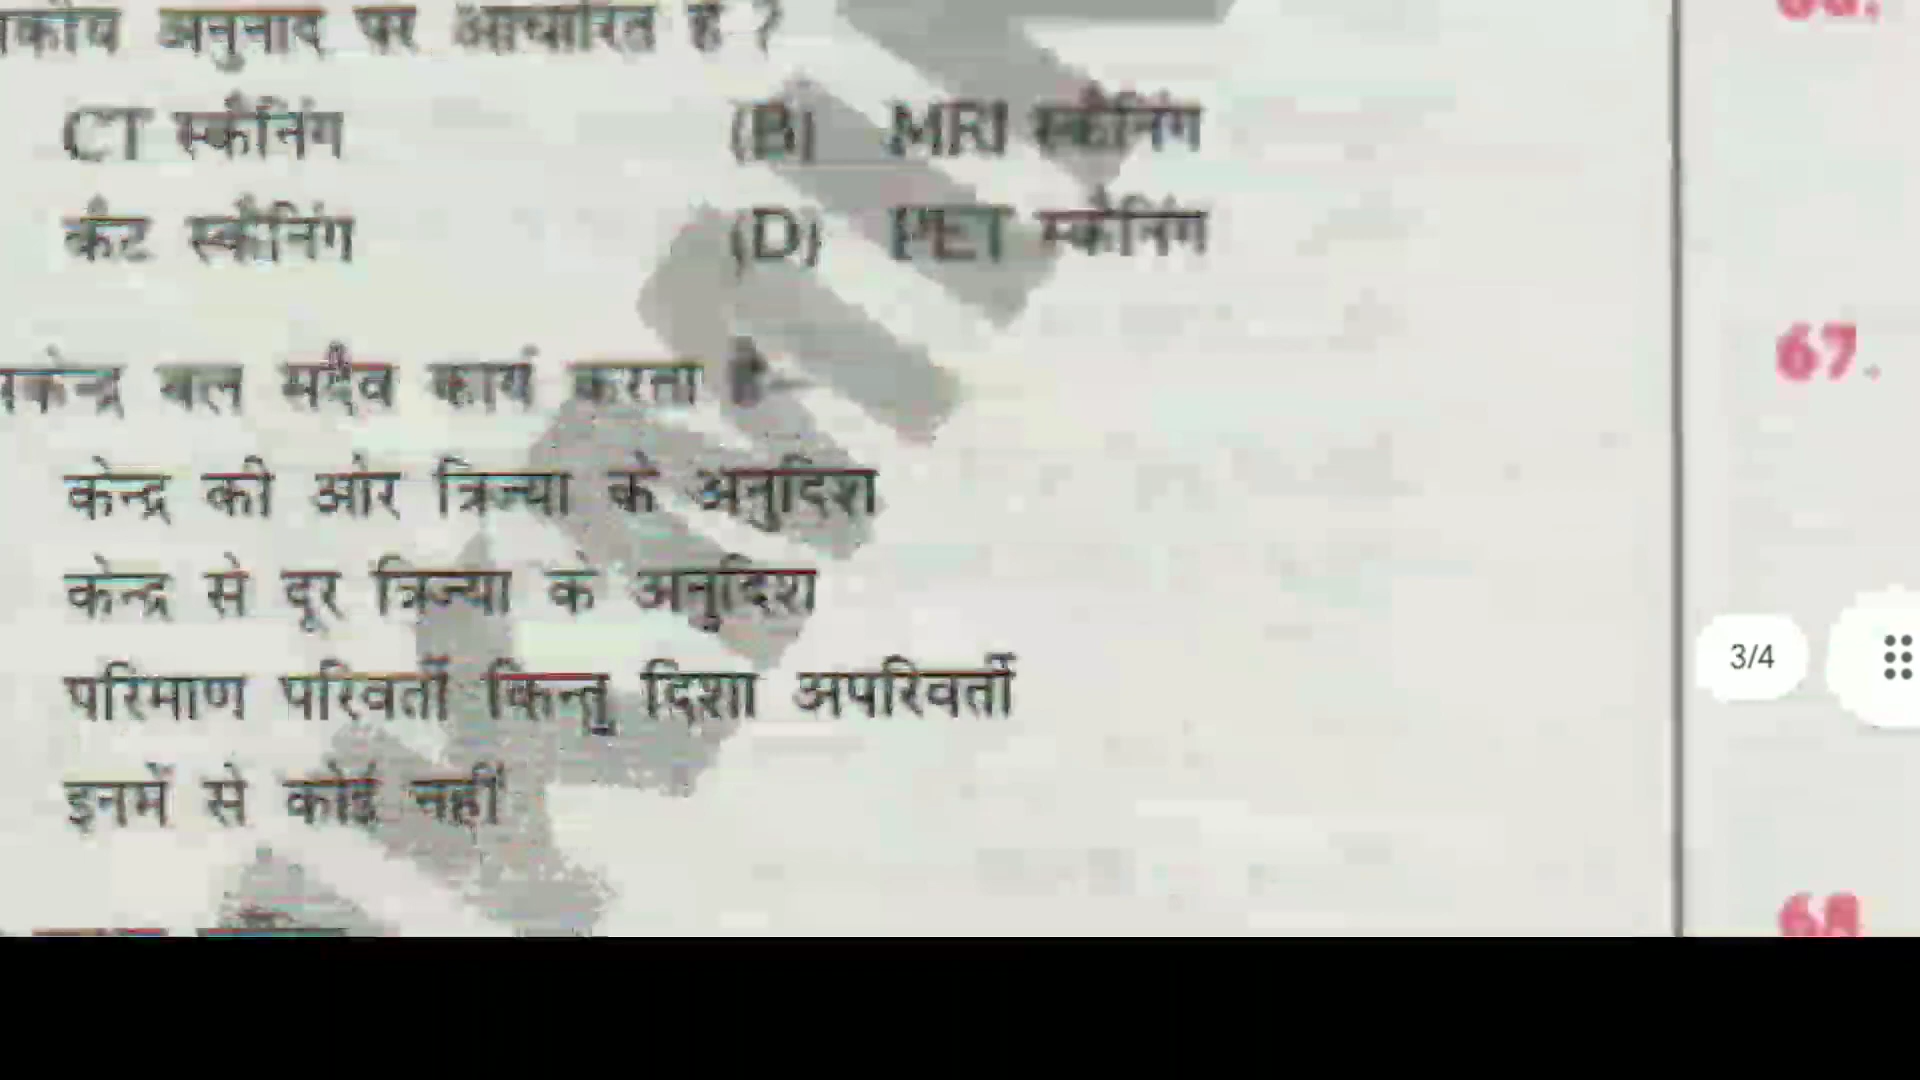 अनुनाद पर आधारित है ?
CT स्कैनिंग (B) MRI स्कैनिंग
कैट स्कैनिंग (D) PET स्कैनिंग
बल सदैव कार्य करता है–
केन्द्र की ओर त्रिज्या के अनुदिश
केन्द्र से दूर त्रिज्या के अनुदिश
परिमाण परिवर्ती किन्तु दिशा अपरिवर्ती
इनमें से कोई नहीं
67.
3/4
68